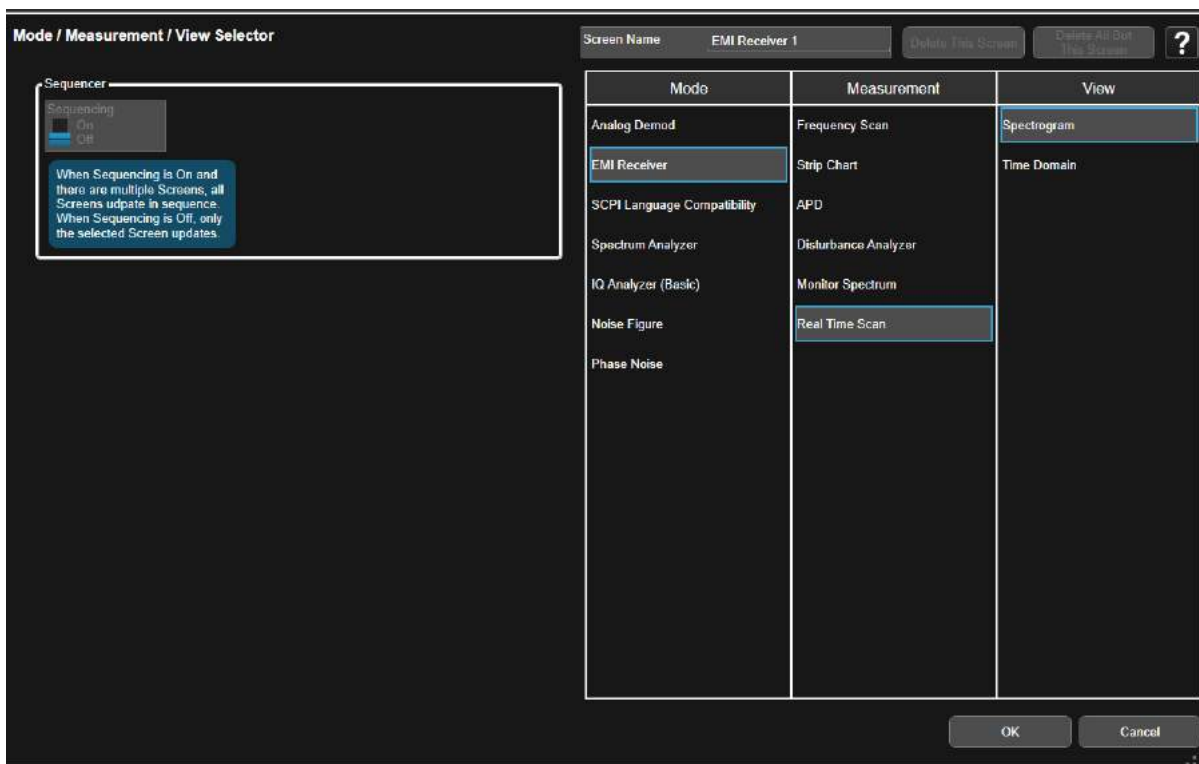 Mode / Measurement / View Selector
Screen Name
EMI Receiver 1
Delete This Screen
Delete All But
This Screen
?
Sequencer
Sequencing
On
Off
When Sequencing is On and
there are multiple Screens, all
Screens udpate in sequence.
When Sequencing is Off, only
the selected Screen updates.
Mode
Analog Demod
EMI Receiver
SCPI Language Compatibility
Spectrum Analyzer
IQ Analyzer (Basic)
Noise Figure
Phase Noise
Measurement
Frequency Scan
Strip Chart
APD
Disturbance Analyzer
Monitor Spectrum
Real Time Scan
View
Spectrogram
Time Domain
OK
Cancel